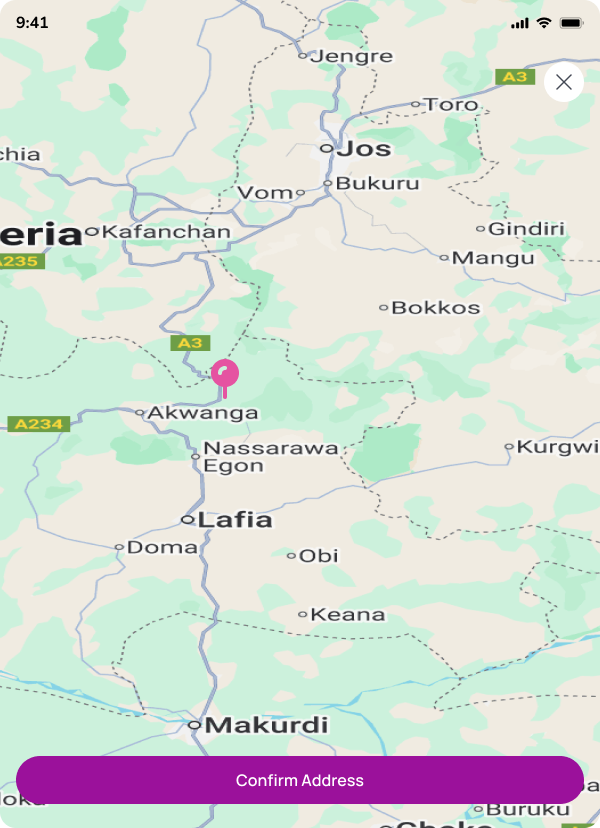 9:41
Jengre
A3
Toro
chia
Jos
Vom
Bukuru
eria
Kafanchan
Gindiri
A235
Mangu
Bokkos
A3
Akwanga
A234
Nassarawa
Egon
Kurgwi
Lafia
Doma
Obi
Keana
Makurdi
Confirm Address
Buruku